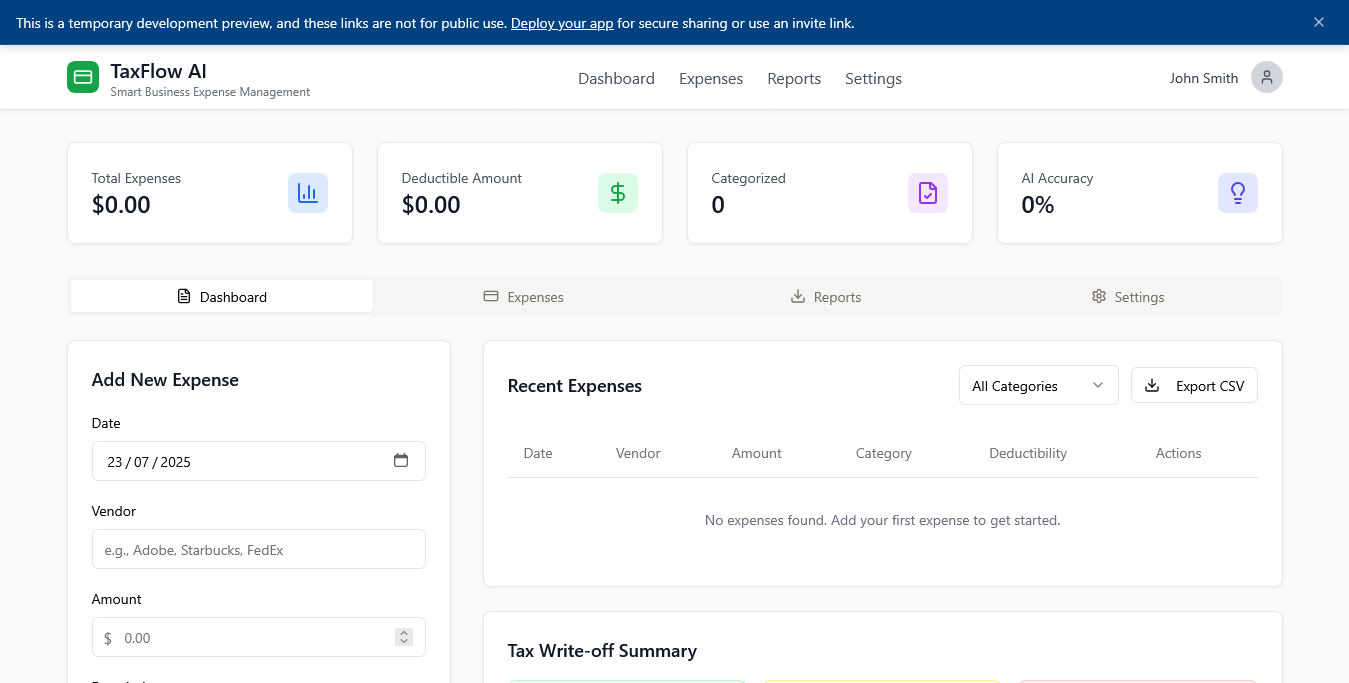 This is a temporary development preview, and these links are not for public use. Deploy your app for secure sharing or use an invite link.
TaxFlow AI
Smart Business Expense Management
Dashboard
Expenses
Reports
Settings
John Smith
Total Expenses
$0.00
Deductible Amount
$0.00
Categorized
0
AI Accuracy
0%
Dashboard
Expenses
Reports
Settings
Add New Expense
Date
23 / 07 / 2025
Vendor
e.g., Adobe, Starbucks, FedEx
Amount
$ 0.00
Recent Expenses
All Categories
Export CSV
Date Vendor Amount Category Deductibility Actions
No expenses found. Add your first expense to get started.
Tax Write-off Summary